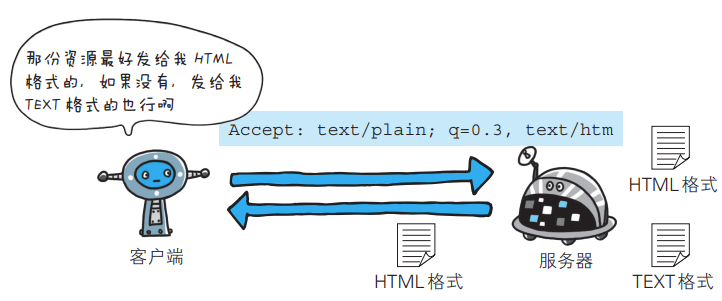 那份资源最好发给我 HTML
格式的，如果没有，发给我
TEXT 格式的也行啊
Accept: text/plain; q=0.3, text/htm
HTML 格式
客户端
服务器
HTML 格式
TEXT 格式